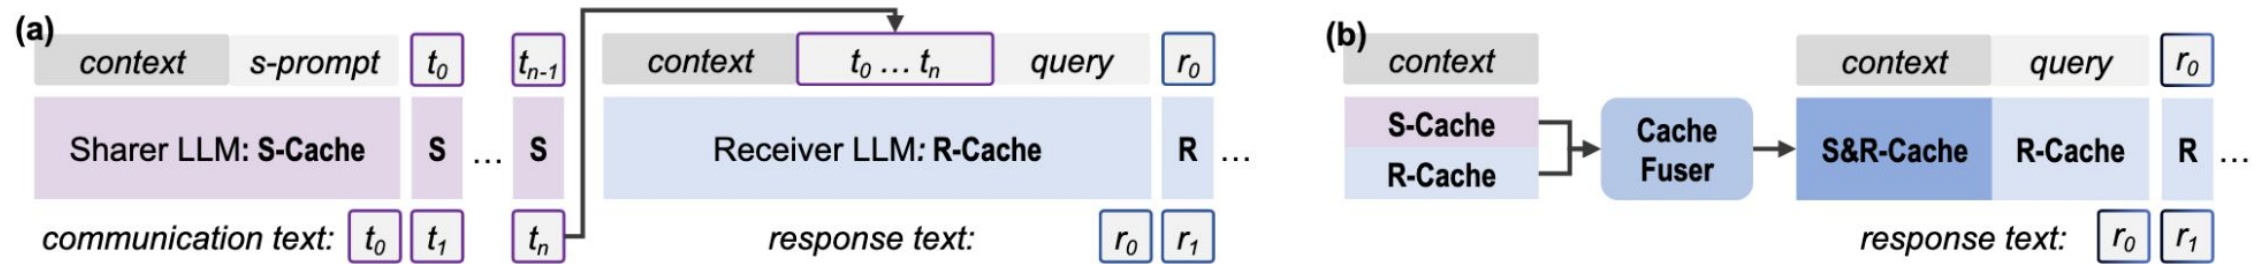 (a)
context s-prompt t0 tn-1 context t0 ... tn query r0
Sharer LLM: S-Cache S ... S Receiver LLM: R-Cache R ...
communication text: t0 t1 tn response text: r0 r1
(b)
context context query r0
S-Cache
R-Cache
Cache
Fuser
S&R-Cache R-Cache R ...
response text: r0 r1